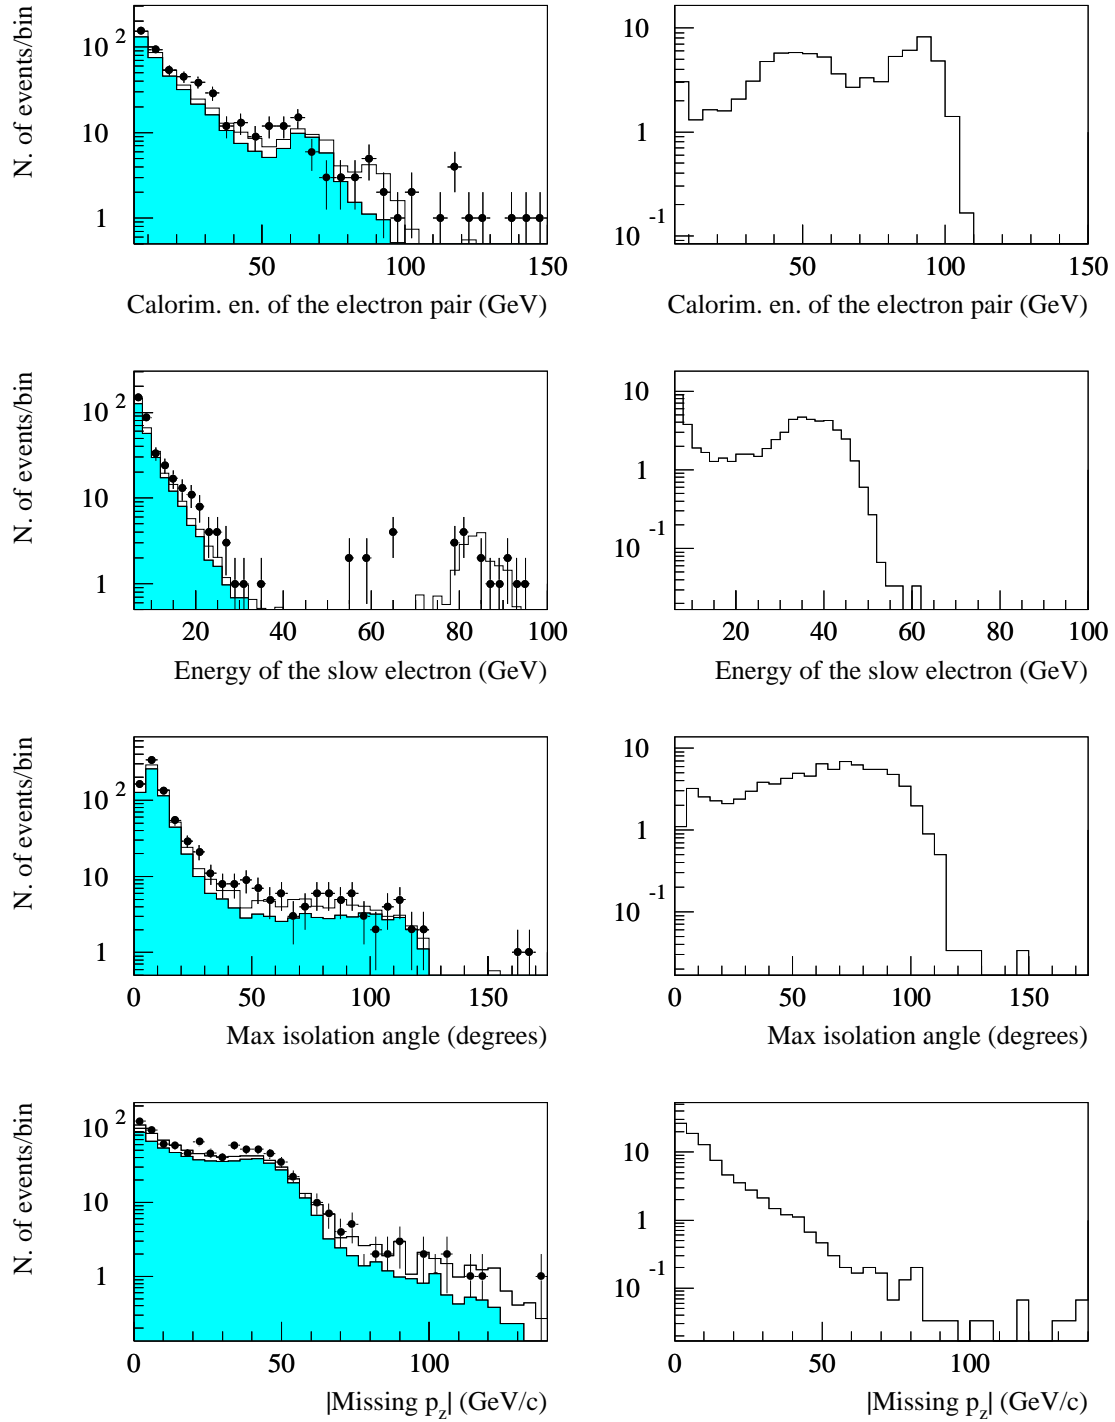 N. of events/bin
10 2
10
1
50 100 150
Calorim. en. of the electron pair (GeV)
10
1
10 -1
50 100 150
Calorim. en. of the electron pair (GeV)
N. of events/bin
10 2
10
1
20 40 60 80 100
Energy of the slow electron (GeV)
10
1
10 -1
20 40 60 80 100
Energy of the slow electron (GeV)
N. of events/bin
10 2
10
1
0 50 100 150
Max isolation angle (degrees)
10
1
10 -1
0 50 100 150
Max isolation angle (degrees)
N. of events/bin
10 2
10
1
0 50 100
|Missing pz| (GeV/c)
10
1
10 -1
0 50 100
|Missing pz| (GeV/c)